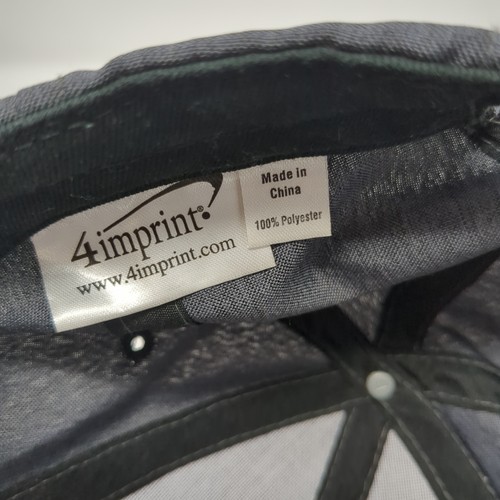 4imprint®
www.4imprint.com
Made in
China
100% Polyester